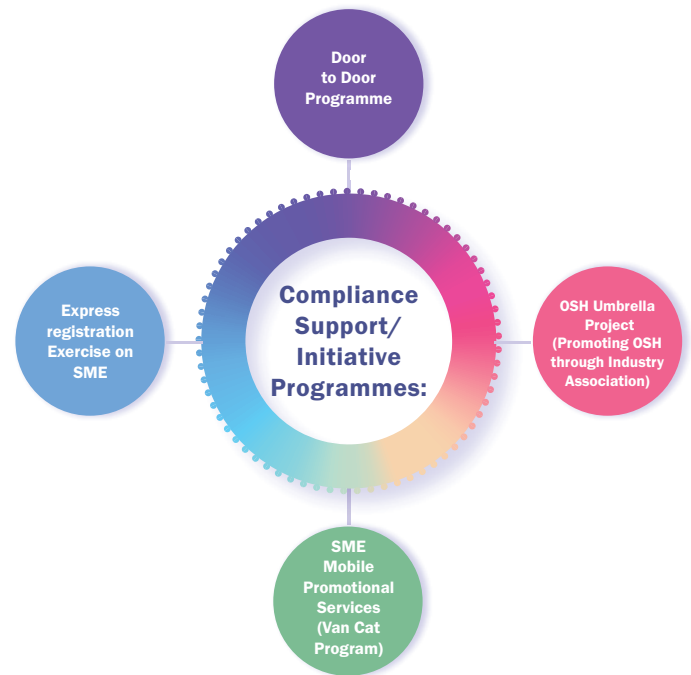 Door
to Door
Programme
Compliance
Support/
Initiative
Programmes:
Express
registration
Exercise on
SME
OSH Umbrella
Project
(Promoting OSH
through Industry
Association)
SME
Mobile
Promotional
Services
(Van Cat
Program)